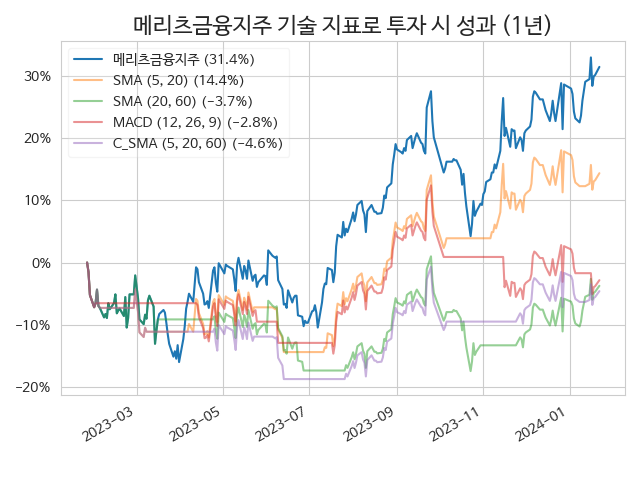 메리츠금융지주 기술 지표로 투자 시 성과 (1년)
메리츠금융지주 (31.4%)
SMA (5, 20) (14.4%)
SMA (20, 60) (−3.7%)
MACD (12, 26, 9) (−2.8%)
C_SMA (5, 20, 60) (−4.6%)
30%
20%
10%
0%
−10%
−20%
2023−03
2023−05
2023−07
2023−09
2023−11
2024−01